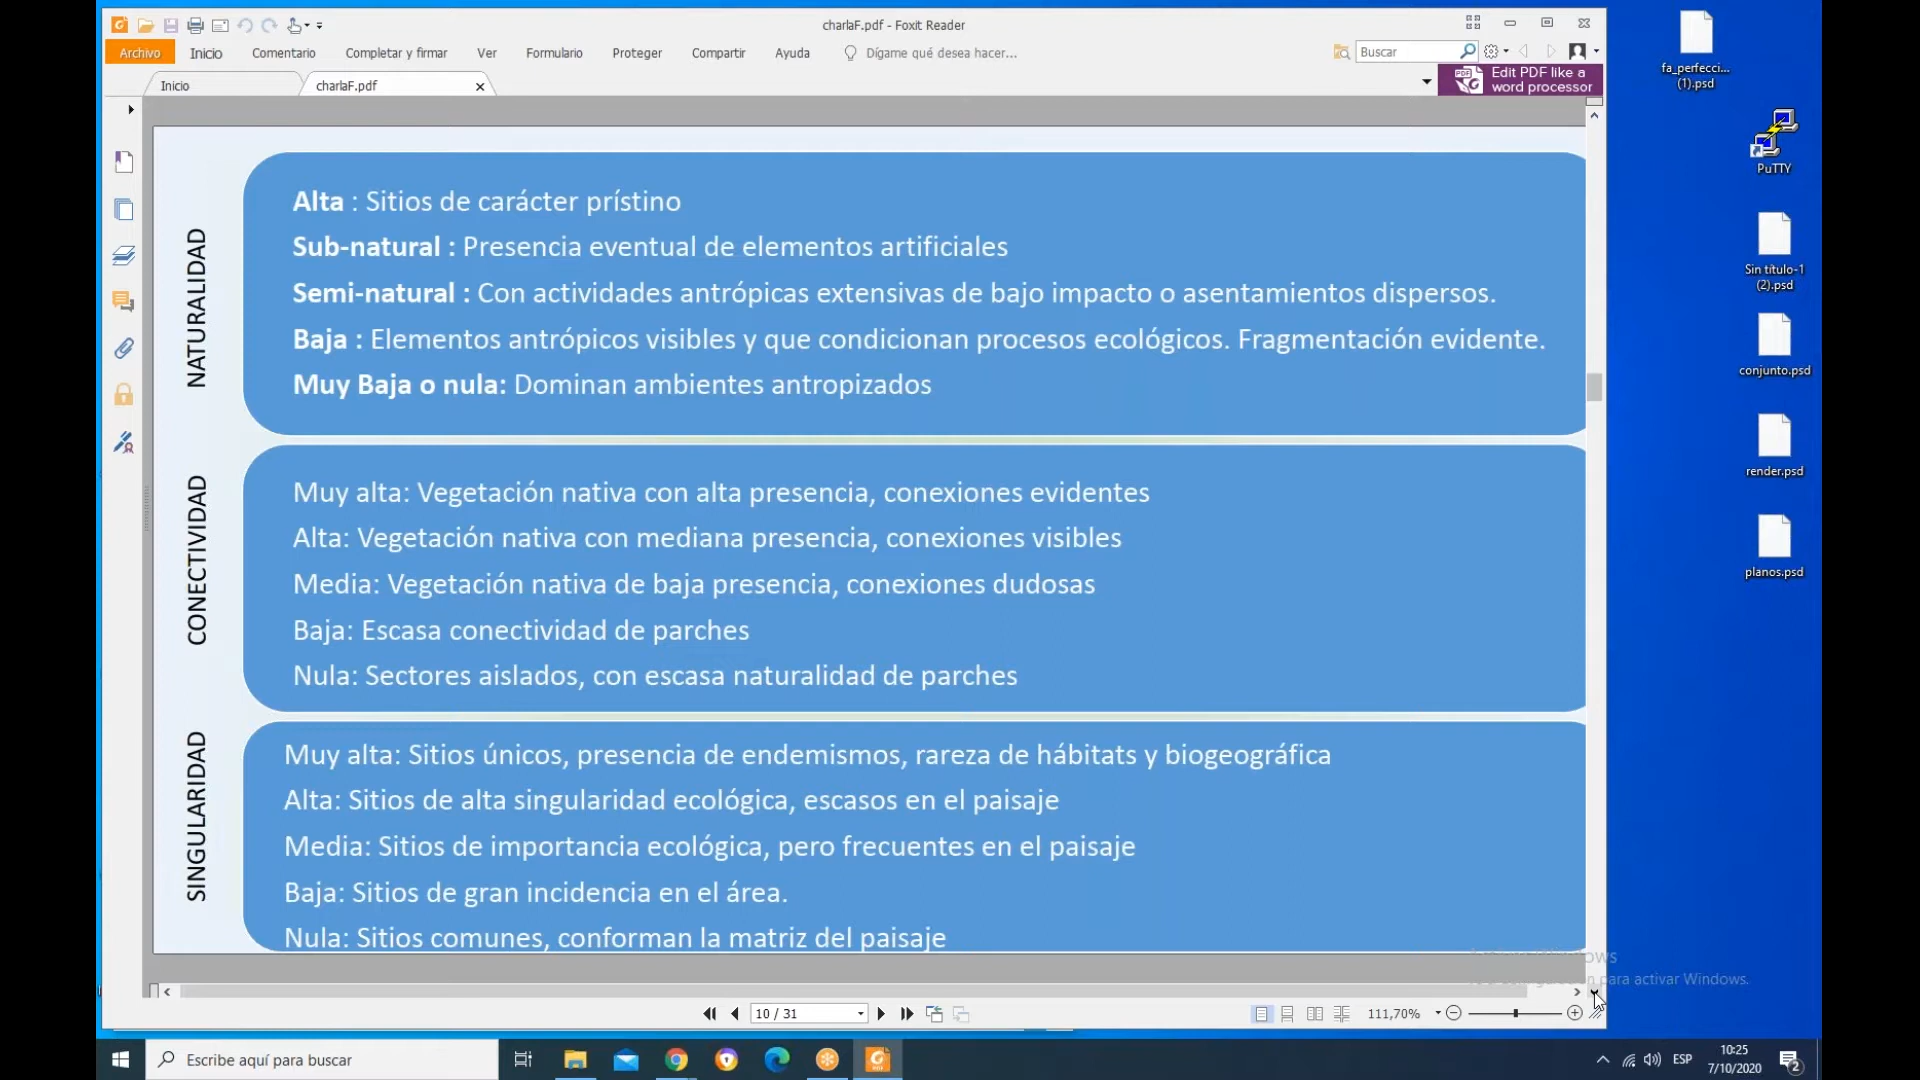 charlaF.pdf - Foxit Reader
Archivo Inicio Comentario Completar y firmar Ver Formulario Proteger Compartir Ayuda Dígame qué desea hacer... Buscar
Inicio charlaF.pdf
Edit PDF like a
word processor
NATURALIDAD
Alta : Sitios de carácter prístino
Sub-natural : Presencia eventual de elementos artificiales
Semi-natural : Con actividades antrópicas extensivas de bajo impacto o asentamientos dispersos.
Baja : Elementos antrópicos visibles y que condicionan procesos ecológicos. Fragmentación evidente.
Muy Baja o nula: Dominan ambientes antropizados
CONECTIVIDAD
Muy alta: Vegetación nativa con alta presencia, conexiones evidentes
Alta: Vegetación nativa con mediana presencia, conexiones visibles
Media: Vegetación nativa de baja presencia, conexiones dudosas
Baja: Escasa conectividad de parches
Nula: Sectores aislados, con escasa naturalidad de parches
SINGULARIDAD
Muy alta: Sitios únicos, presencia de endemismos, rareza de hábitats y biogeográfica
Alta: Sitios de alta singularidad ecológica, escasos en el paisaje
Media: Sitios de importancia ecológica, pero frecuentes en el paisaje
Baja: Sitios de gran incidencia en el área.
Nula: Sitios comunes, conforman la matriz del paisaje
para activar Windows.
10 / 31
111,70%
fa_perfecci...
(1).psd
PuTTY
Sin título-1
(2).psd
conjunto.psd
render.psd
planos.psd
Escribe aquí para buscar
ESP
10:25
7/10/2020
2